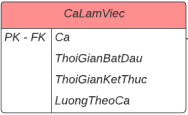 CaLamViec
PK - FK Ca
ThoiGianBatDau
ThoiGianKetThuc
LuongTheoCa